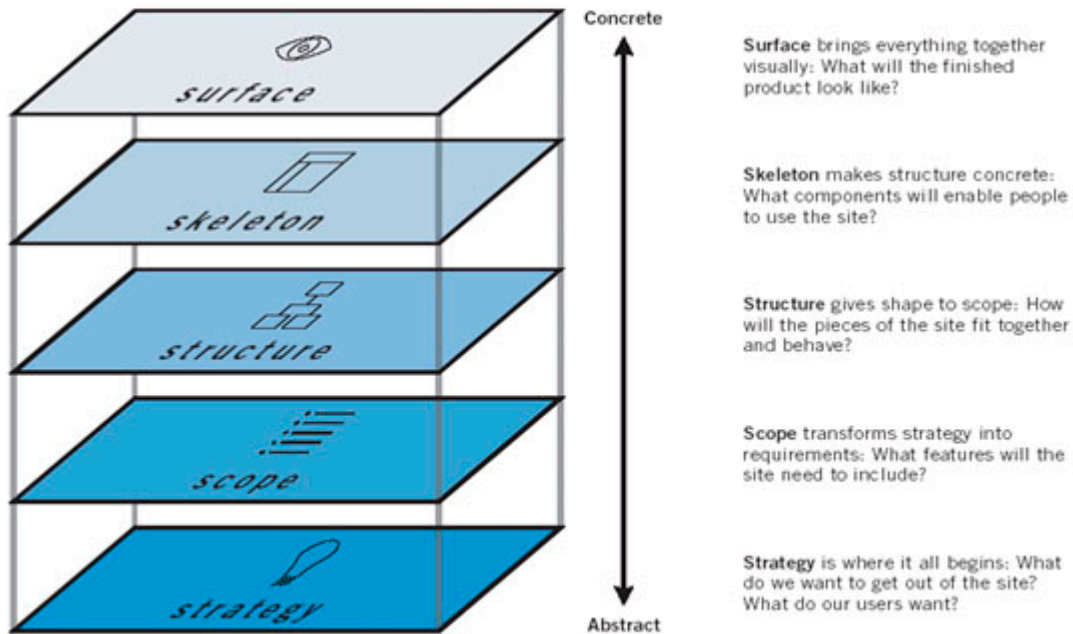 Concrete
surface
Surface brings everything together
visually: What will the finished
product look like?
skeleton
Skeleton makes structure concrete:
What components will enable people
to use the site?
structure
Structure gives shape to scope: How
will the pieces of the site fit together
and behave?
scope
Scope transforms strategy into
requirements: What features will the
site need to include?
strategy
Strategy is where it all begins: What
do we want to get out of the site?
What do our users want?
Abstract